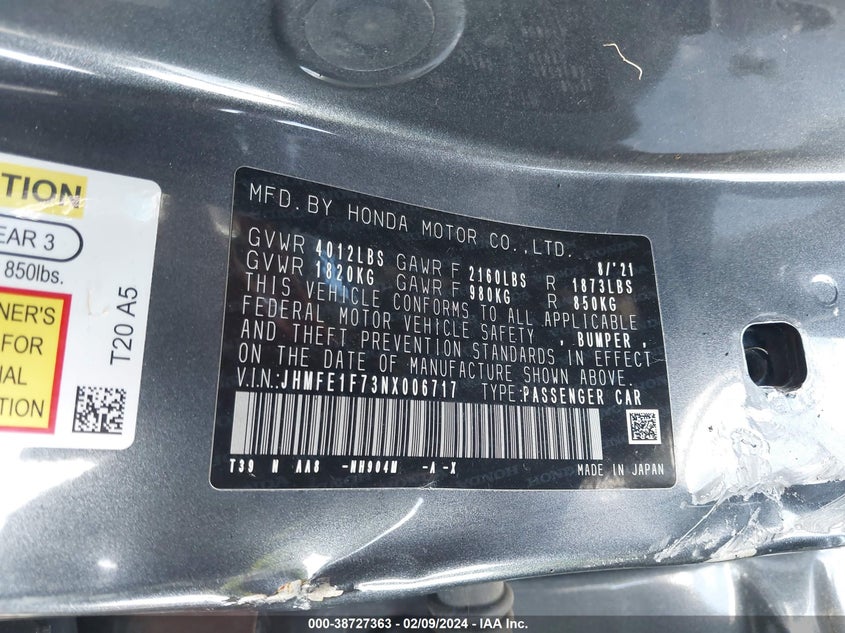 TION
EAR 3
850lbs.
NER'S
FOR
IAL
TION
T20 A5
MFD. BY HONDA MOTOR CO., LTD.
8/'21
GVWR 4012LBS GAWR F 2160LBS R 1873LBS
GVWR 1820KG GAWR F 980KG R 850KG
THIS VEHICLE CONFORMS TO ALL APPLICABLE
FEDERAL MOTOR VEHICLE SAFETY , BUMPER ,
AND THEFT PREVENTION STANDARDS IN EFFECT
ON THE DATE OF MANUFACTURE SHOWN ABOVE.
V.IN.:JHMFE1F73NX006717 TYPE:PASSENGER CAR
T39 N AA8 -NH904M -A -X
MADE IN JAPAN
000-38727363 - 02/09/2024 - IAA Inc.